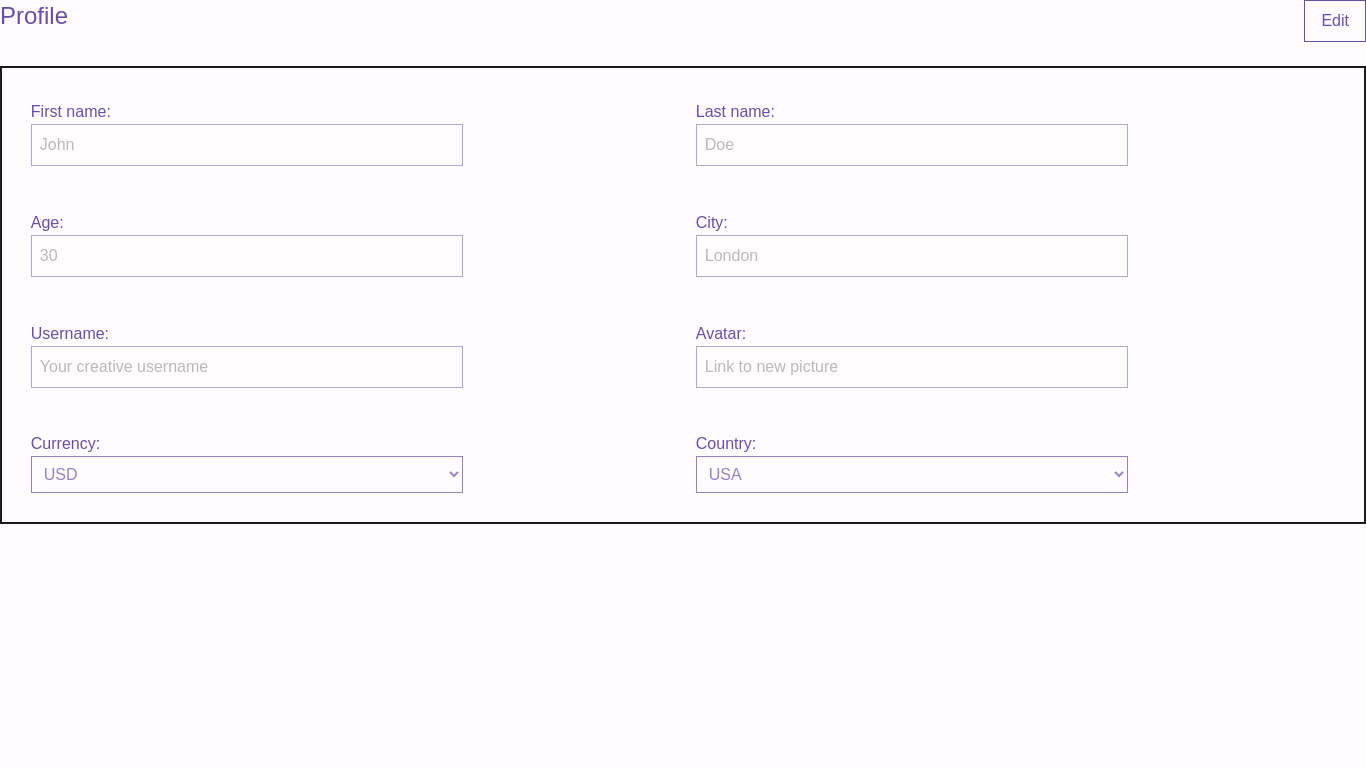 Profile
Edit
First name:
Last name:
John
Doe
Age:
City:
30
London
Username:
Avatar:
Your creative username
Link to new picture
Currency:
Country:
USD
USA